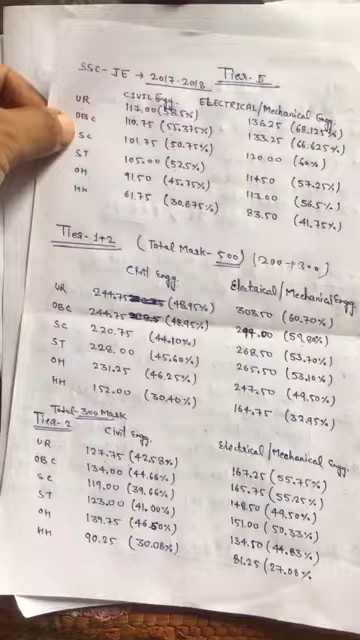 SSC-JE → 2017-2018 Tier-
CIVIL Engg. ELECTRICAL/Mechanical Engg.
UR 117.00 (58.5%) 136.25 (68.125%)
OBC 110.75 (55.375%) 133.25 (66.625%)
SC 101.75 (50.75%) 120.00 (60%)
ST 105.00 (52.5%) 114.50 (57.25%)
OH 91.50 (45.75%) 113.00 (56.5%)
HH 61.75 (30.875%) 83.50 (41.75%)
Tier-1+2 (Total Mark-500) (200+300)
Civil Engg. Electrical/Mechanical Engg.
UR 244.75 (48.95%) 303.50 (60.70%)
OBC 244.75 (48.95%) (59.80%)
SC 220.75 (44.10%) 268.50 (53.70%)
ST 228.00 (45.60%) 265.50 (53.10%)
OH 231.25 (46.25%) 247.50 (49.50%)
HH 152.00 (30.40%) 164.75 (32.95%)
Total-300 Mark
Tier-2 Civil Engg. Electrical/Mechanical Engg.
UR 127.75 (42.58%) 167.25 (55.75%)
OBC 134.00 (44.66%) 165.75 (55.25%)
SC 119.00 (39.66%) 148.50 (49.50%)
ST 123.00 (41.00%) 151.00 (50.33%)
OH 139.75 (46.50%) 134.50 (44.83%)
HH 90.25 (30.08%) 81.25 (27.08%